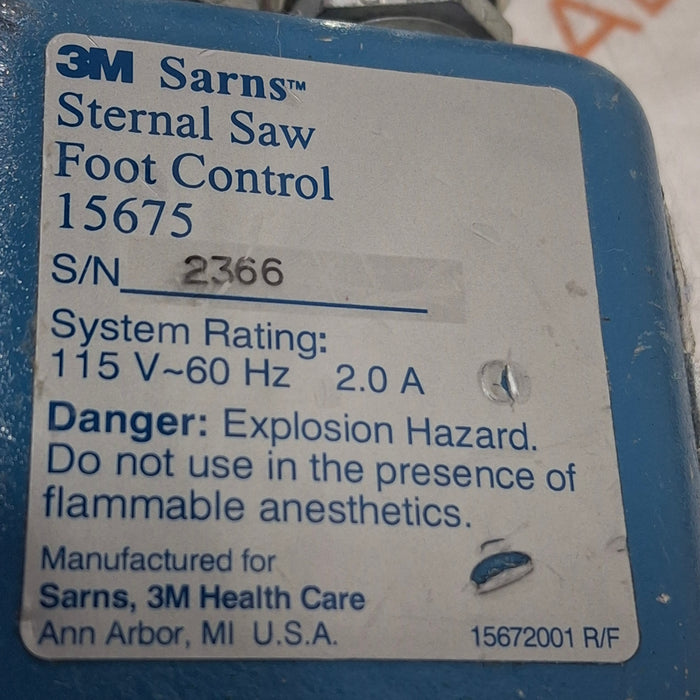 3M Sarns™
Sternal Saw
Foot Control
15675
S/N 2366
System Rating:
115 V~60 Hz 2.0 A
Danger: Explosion Hazard.
Do not use in the presence of
flammable anesthetics.
Manufactured for
Sarns, 3M Health Care
Ann Arbor, MI U.S.A.
15672001 R/F